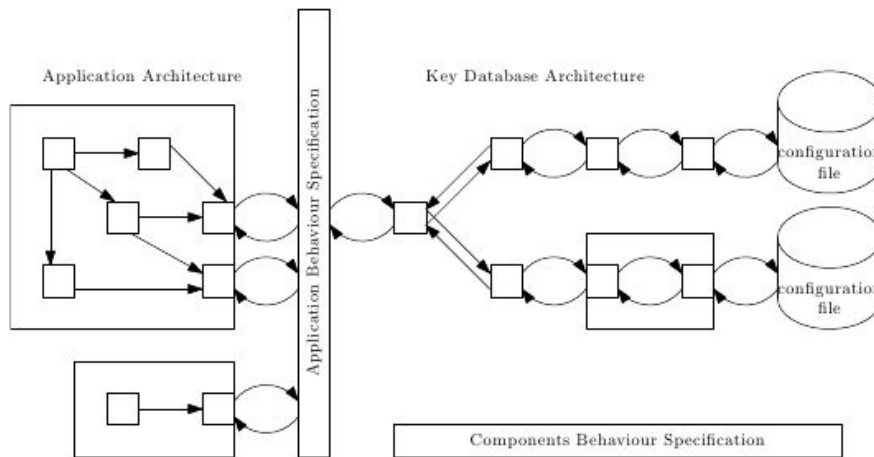 Application Architecture
Key Database Architecture
Application Behaviour Specification
configuration
file
configuration
file
Components Behaviour Specification